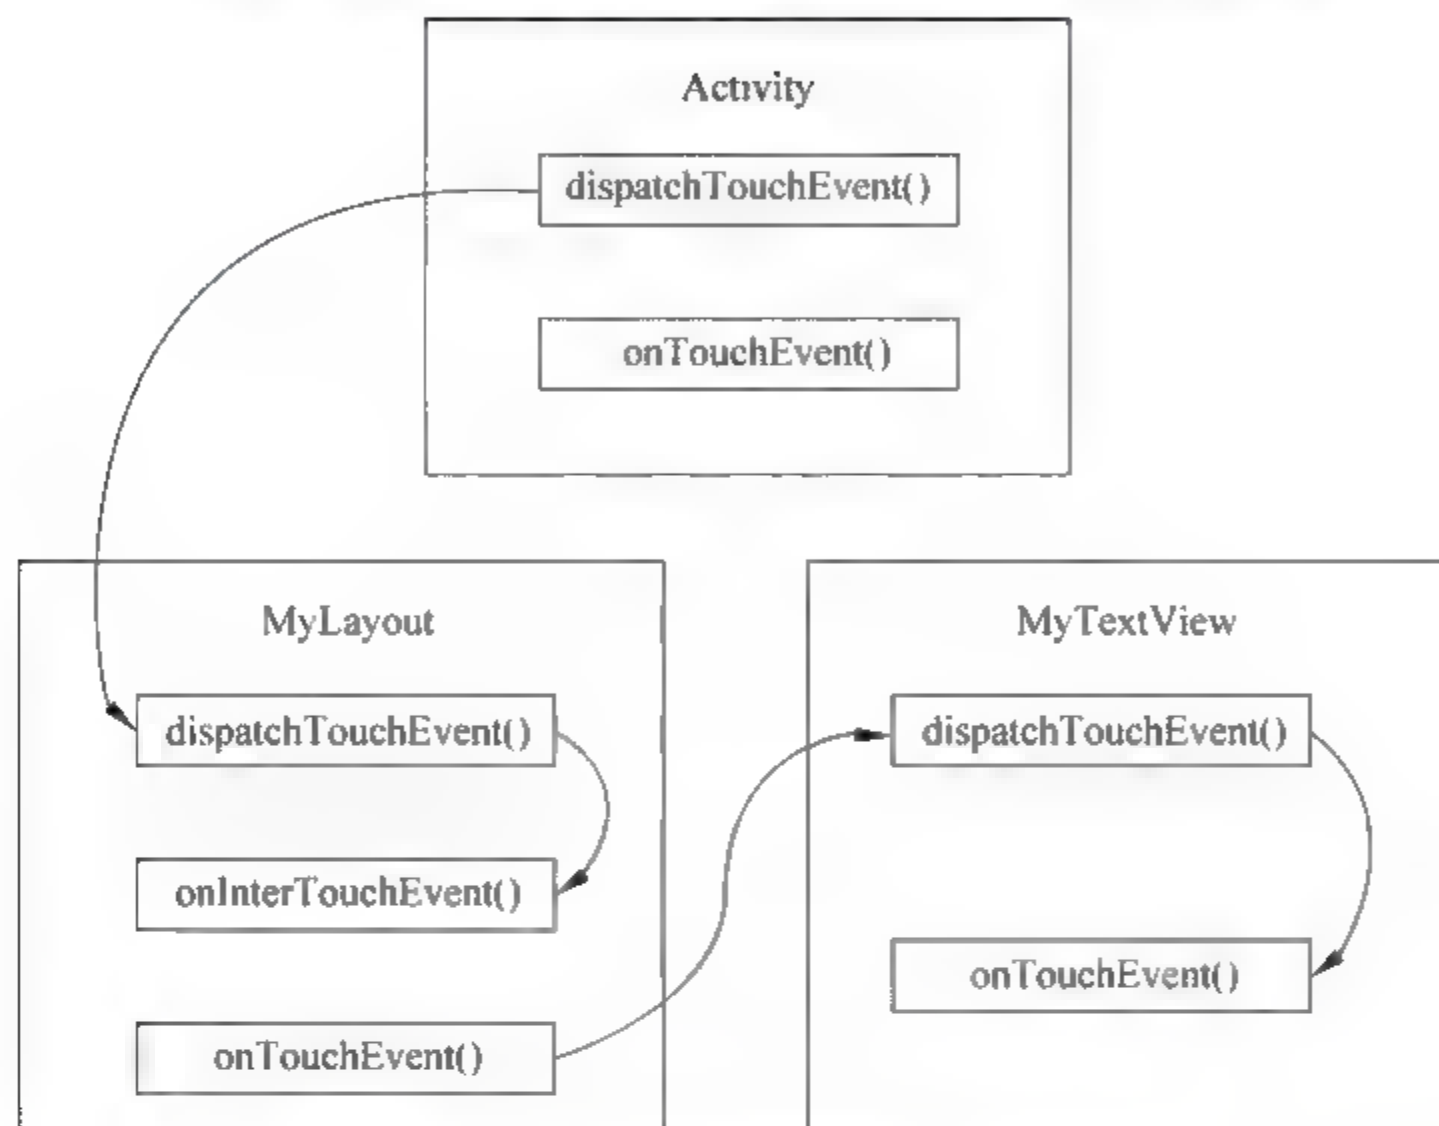 Activity
dispatchTouchEvent()
onTouchEvent()
MyLayout
dispatchTouchEvent()
onInterTouchEvent()
onTouchEvent()
MyTextView
dispatchTouchEvent()
onTouchEvent()